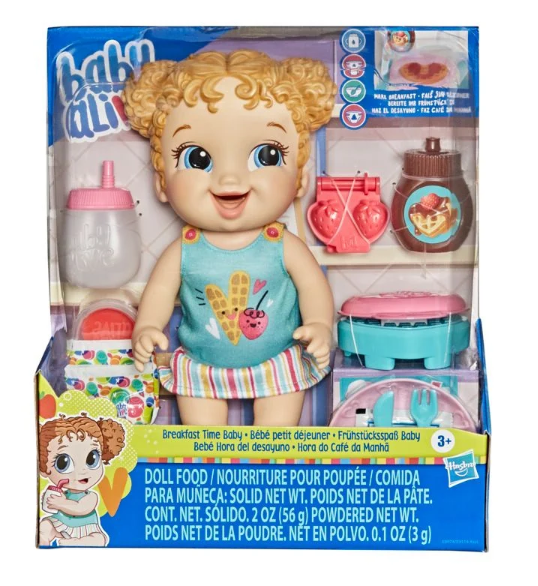 baby
alive
MAKE BREAKFAST •
Breakfast Time Baby • Bébé petit déjeuner • Frühstücksspaß Baby
Bebé Hora del desayuno • Hora do Café da Manhã
3+
Hasbro
DOLL FOOD / NOURRITURE POUR POUPÉE / COMIDA
PARA MUÑECA: SOLID NET WT. POIDS NET DE LA PÂTE.
CONT. NET. SÓLIDO. 2 OZ (56 g) POWDERED NET WT.
POIDS NET DE LA POUDRE. NET EN POLVO. 0.1 OZ (3 g)